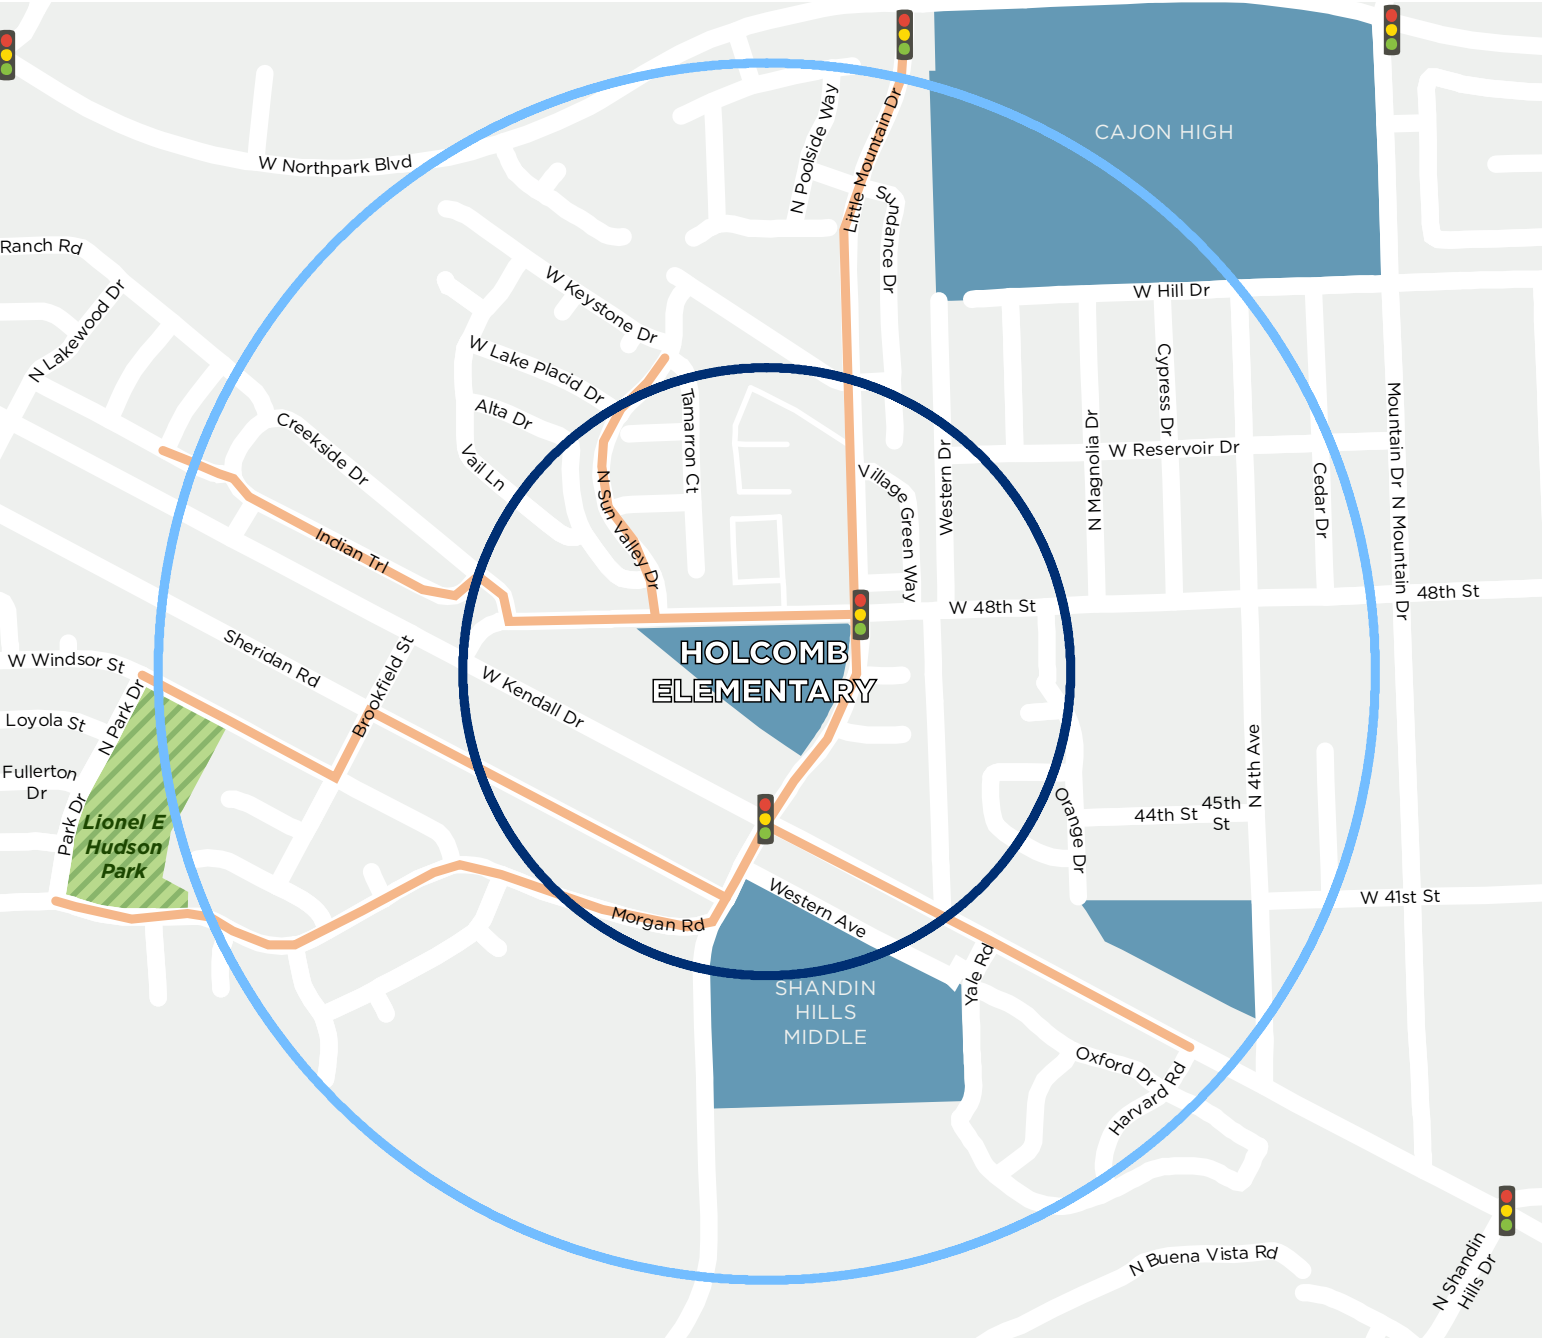 CAJON HIGH
W Northpark Blvd
N Poolside Way
Little Mountain Dr
Sundance Dr
Ranch Rd
N Lakewood Dr
W Keystone Dr
W Hill Dr
W Lake Placid Dr
Alta Dr
Vail Ln
Tamarron Ct
Creekside Dr
N Sun Valley Dr
Village Green Way
Western Dr
N Magnolia Dr
Cypress Dr
W Reservoir Dr
Cedar Dr
Mountain Dr N Mountain Dr
Indian Trl
W 48th St
48th St
HOLCOMB
ELEMENTARY
W Windsor St
Sheridan Rd
Brookfield St
W Kendall Dr
N Park Dr
Loyola St
Fullerton
Dr
Park Dr
Lionel E
Hudson
Park
N 4th Ave
Orange Dr
44th St
45th
St
W 41st St
Morgan Rd
Western Ave
Yale Rd
SHANDIN
HILLS
MIDDLE
Oxford Dr
Harvard Rd
N Buena Vista Rd
N Shandin
Hills Dr